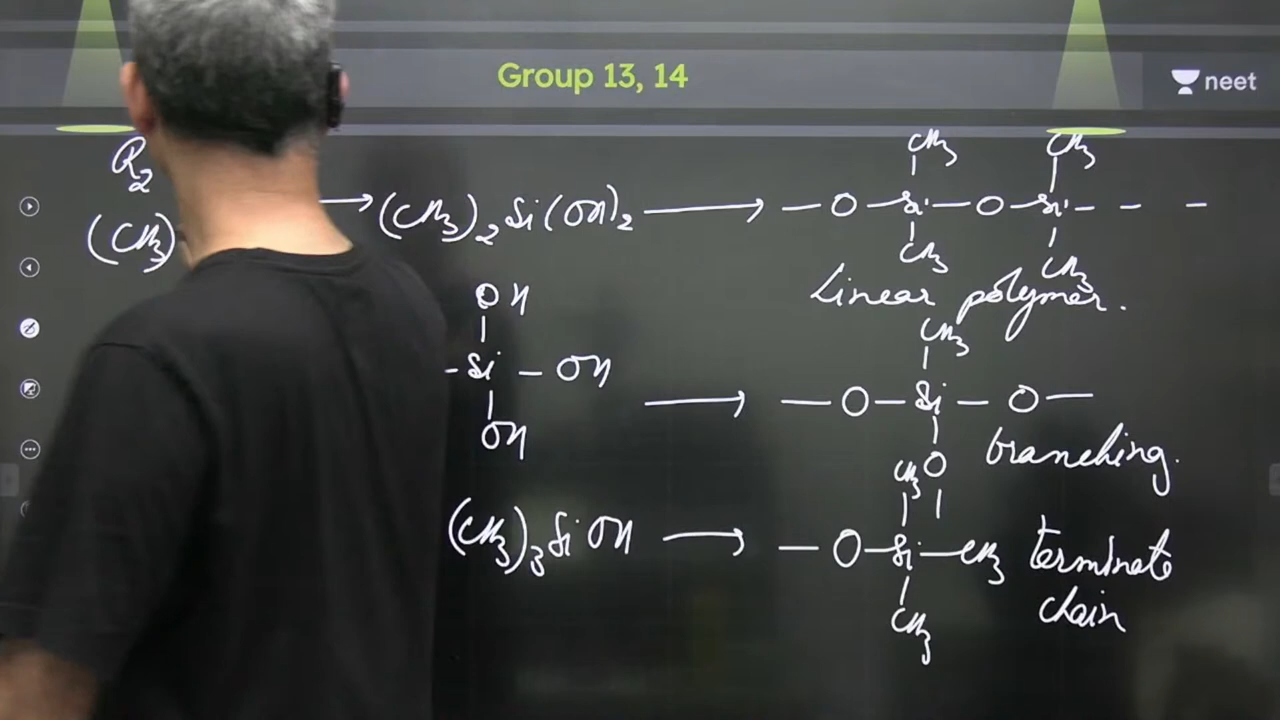 Group 13, 14
neet
R₂
(CH₃)
→ (CH₃)₂Si(OH)₂ →
CH₃ CH₃
— O — Si — O — Si - - -
CH₃ CH₃
Linear polymer.
OH
- Si — OH
OH
→
CH₃
— O — Si — O —
O
branching.
(CH₃)₃SiOH →
CH₃
— O — Si — CH₃
CH₃
terminate
chain